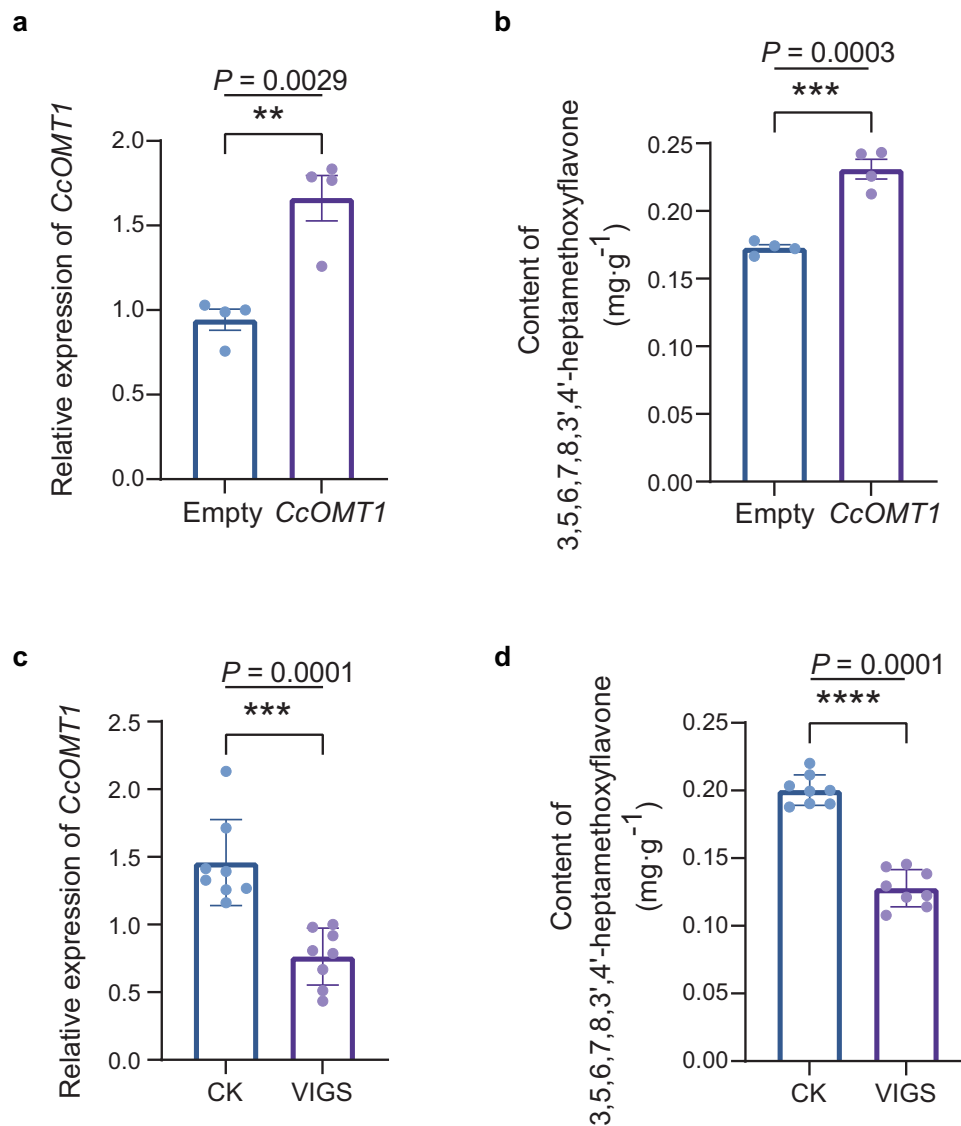 a
P = 0.0029
**
Relative expression of CcOMT1
2.0
1.5
1.0
0.5
0.0
Empty CcOMT1
b
P = 0.0003
***
Content of
3,5,6,7,8,3',4'-heptamethoxyflavone
(mg·g⁻¹)
0.25
0.20
0.15
0.10
0.05
0.00
Empty CcOMT1
c
P = 0.0001
***
Relative expression of CcOMT1
2.5
2.0
1.5
1.0
0.5
0.0
CK VIGS
d
P = 0.0001
****
Content of
3,5,6,7,8,3',4'-heptamethoxyflavone
(mg·g⁻¹)
0.25
0.20
0.15
0.10
0.05
0.00
CK VIGS